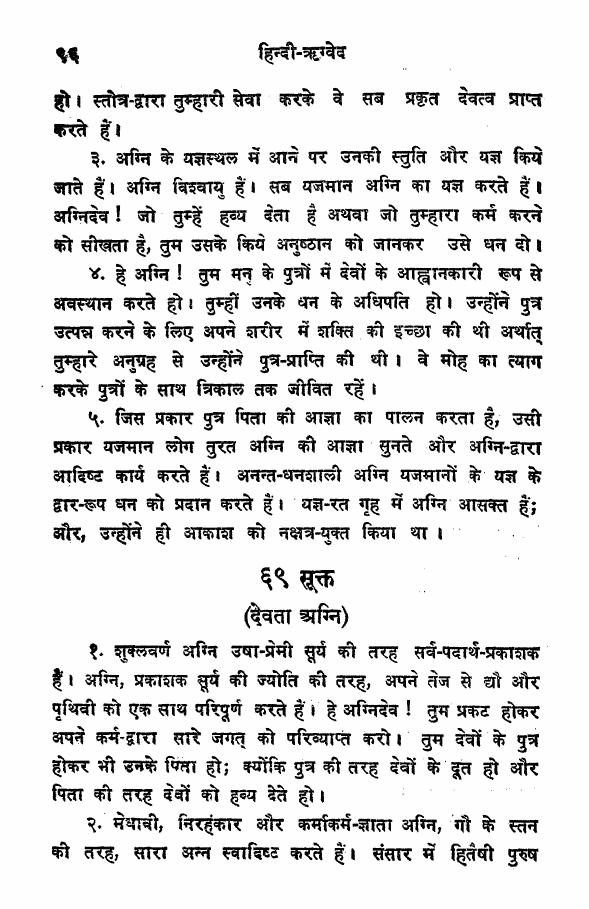 ९६ हिन्दी-ऋग्वेद
हो। स्तोत्र-द्वारा तुम्हारी सेवा करके वे सब प्रकृत देवत्व प्राप्त
करते हैं।
३. अग्नि के यज्ञस्थल में आने पर उनकी स्तुति और यज्ञ किये
जाते हैं। अग्नि विश्वायु हैं। सब यजमान अग्नि का यज्ञ करते हैं।
अग्निदेव! जो तुम्हें हव्य देता है अथवा जो तुम्हारा कर्म करने
को सीखता है, तुम उसके किये अनुष्ठान को जानकर उसे धन दो।
४. हे अग्नि! तुम मनु के पुत्रों में देवों के आह्वानकारी रूप से
अवस्थान करते हो। तुम्हीं उनके धन के अधिपति हो। उन्होंने पुत्र
उत्पन्न करने के लिए अपने शरीर में शक्ति की इच्छा की थी अर्थात्
तुम्हारे अनुग्रह से उन्होंने पुत्र-प्राप्ति की थी। वे मोह का त्याग
करके पुत्रों के साथ त्रिकाल तक जीवित रहें।
५. जिस प्रकार पुत्र पिता की आज्ञा का पालन करता है, उसी
प्रकार यजमान लोग तुरत अग्नि की आज्ञा सुनते और अग्नि-द्वारा
आदिष्ट कार्य करते हैं। अनन्त-धनशाली अग्नि यजमानों के यज्ञ के
द्वार-रूप धन को प्रदान करते हैं। यज्ञ-रत गृह में अग्नि आसक्त हैं;
और, उन्होंने ही आकाश को नक्षत्र-युक्त किया था।
६९ सूक्त
(देवता अग्नि)
१. शुक्लवर्ण अग्नि उषा-प्रेमी सूर्य की तरह सर्व-पदार्थ-प्रकाशक
हैं। अग्नि, प्रकाशक सूर्य की ज्योति की तरह, अपने तेज से द्यौ और
पृथिवी को एक साथ परिपूर्ण करते हैं। हे अग्निदेव! तुम प्रकट होकर
अपने कर्म-द्वारा सारे जगत् को परिव्याप्त करो। तुम देवों के पुत्र
होकर भी उनके पिता हो; क्योंकि पुत्र की तरह देवों के दूत हो और
पिता की तरह देवों को हव्य देते हो।
२. मेधावी, निरहंकार और कर्माकर्म-ज्ञाता अग्नि, गौ के स्तन
की तरह, सारा अन्न स्वादिष्ट करते हैं। संसार में हितैषी पुरुष